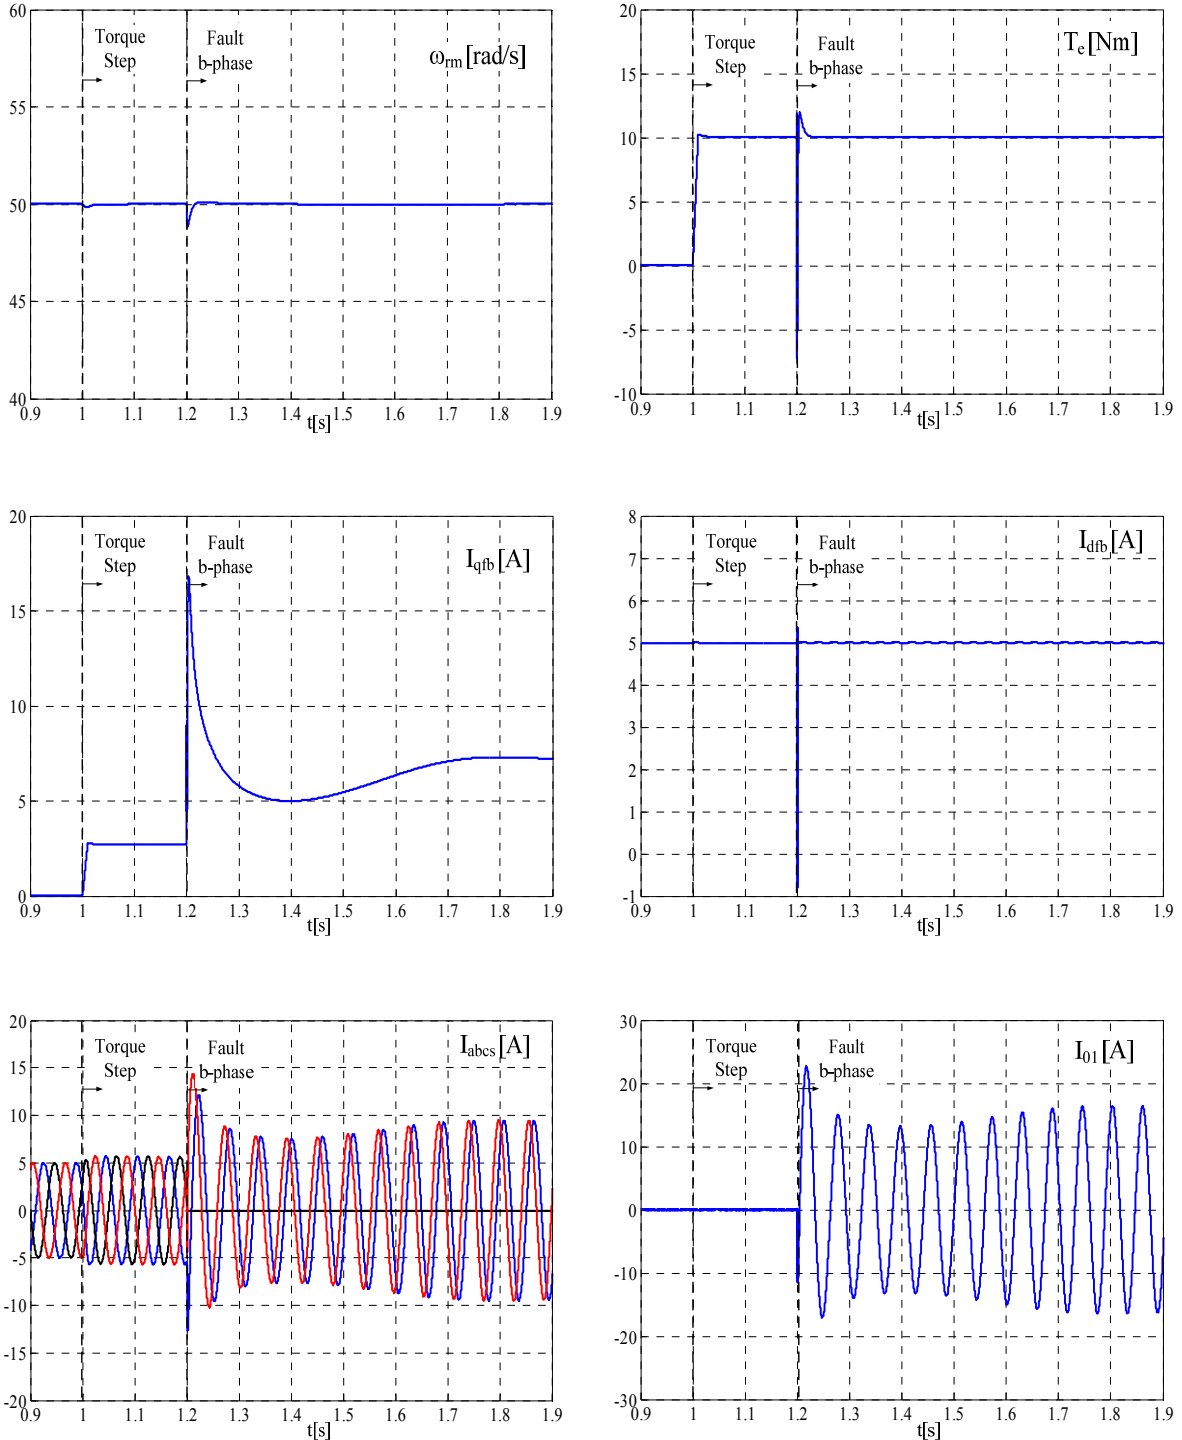 60
55
50
45
40
0.9 1 1.1 1.2 1.3 1.4 1.5 1.6 1.7 1.8 1.9
t[s]
Torque
Step
Fault
b-phase
ωrm[rad/s]
20
15
10
5
0
-5
-10
0.9 1 1.1 1.2 1.3 1.4 1.5 1.6 1.7 1.8 1.9
t[s]
Torque
Step
Fault
b-phase
Te[Nm]
20
15
10
5
0
0.9 1 1.1 1.2 1.3 1.4 1.5 1.6 1.7 1.8 1.9
t[s]
Torque
Step
Fault
b-phase
Iqfb[A]
8
7
6
5
4
3
2
1
0
-1
0.9 1 1.1 1.2 1.3 1.4 1.5 1.6 1.7 1.8 1.9
t[s]
Torque
Step
Fault
b-phase
Idfb[A]
20
15
10
5
0
-5
-10
-15
-20
0.9 1 1.1 1.2 1.3 1.4 1.5 1.6 1.7 1.8 1.9
t[s]
Torque
Step
Fault
b-phase
Iabcs[A]
30
20
10
0
-10
-20
-30
0.9 1 1.1 1.2 1.3 1.4 1.5 1.6 1.7 1.8 1.9
t[s]
Torque
Step
Fault
b-phase
I01[A]